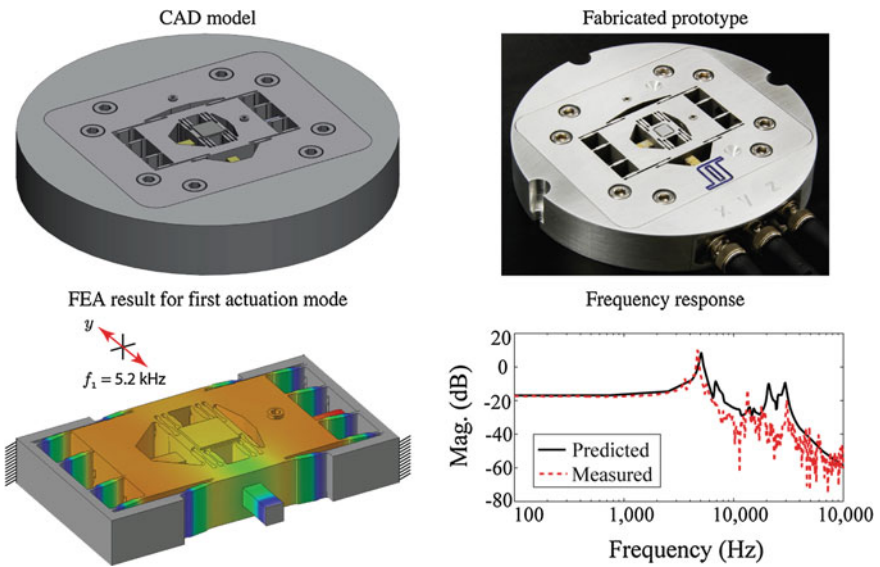 CAD model
Fabricated prototype
X Y Z
FEA result for first actuation mode
y
f₁ = 5.2 kHz
Frequency response
Mag. (dB)
20
0
-20
-40
-60
-80
Predicted
Measured
100
1,000
10,000
10,000
Frequency (Hz)